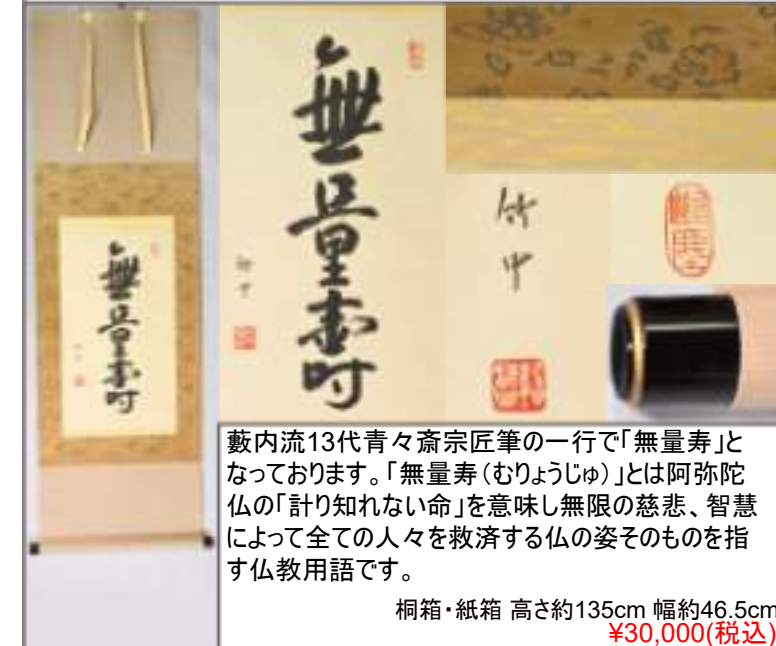 無量壽
竹中
藪内流13代青々斎宗匠筆の一行で「無量寿」と
なっております。「無量寿(むりょうじゅ)」とは阿弥陀
仏の「計り知れない命」を意味し無限の慈悲、智慧
によって全ての人々を救済する仏の姿そのものを指
す仏教用語です。
桐箱・紙箱 高さ約135cm 幅約46.5cm
¥30,000(税込)